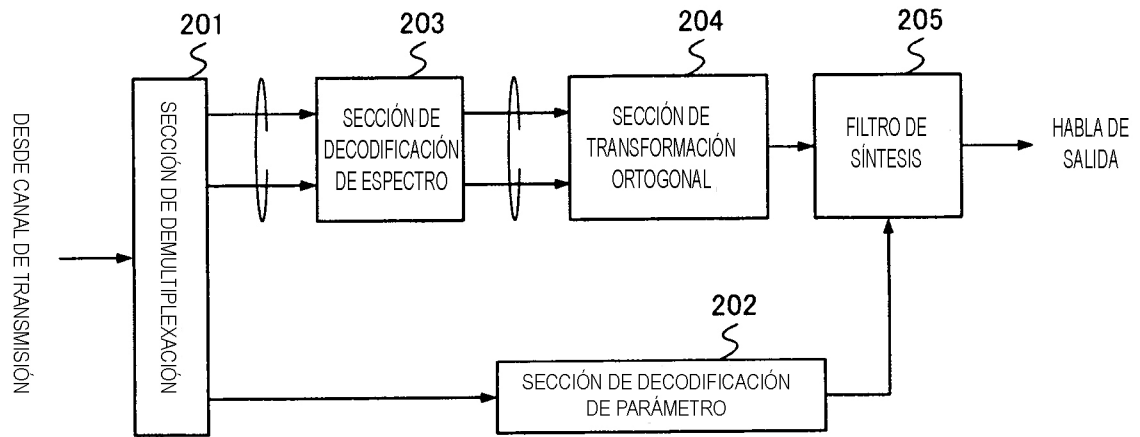 201
203
204
205
DESDE CANAL DE TRANSMISIÓN
SECCIÓN DE DEMULTIPLEXACIÓN
SECCIÓN DE
DECODIFICACIÓN
DE ESPECTRO
SECCIÓN DE
TRANSFORMACIÓN
ORTOGONAL
FILTRO DE
SÍNTESIS
HABLA DE
SALIDA
202
SECCIÓN DE DECODIFICACIÓN
DE PARÁMETRO